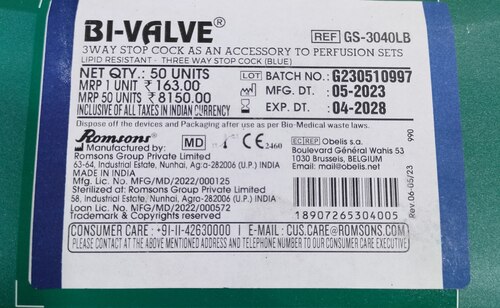 BI-VALVE®
REF GS-3040LB
3WAY STOP COCK AS AN ACCESSORY TO PERFUSION SETS
LIPID RESISTANT - THREE WAY STOP COCK (BLUE)
NET QTY.: 50 UNITS
MRP 1 UNIT ₹ 163.00
MRP 50 UNITS ₹ 8150.00
INCLUSIVE OF ALL TAXES IN INDIAN CURRENCY
LOT BATCH NO.: G230510997
MFG. DT.: 05-2023
EXP. DT.: 04-2028
Dispose off the devices and Packaging after use as per Bio-Medical waste laws.
Romsons®
MD
CE 2460
Manufactured by:
Romsons Group Private Limited
63-64, Industrial Estate, Nunhai, Agra-282006 (U.P.) INDIA
MADE IN INDIA
Mfg. Lic. No. MFG/MD/2022/000125
Sterilized at: Romsons Group Private Limited
58, Industrial Estate, Nunhai, Agra-282006 (U.P.) INDIA
Loan Lic. No. MFG/MD/2022/000572
Trademark & Copyrights reserved
EC REP Obelis s.a.
Boulevard Général Wahis 53
1030 Brussels, BELGIUM
Email: mail@obelis.net
18907265304005
990
Rev 06-05/23
CONSUMER CARE : +91-11-42630000 I E-MAIL : CUS.CARE@ROMSONS.COM
PLEASE CONTACT AT THE ABOVE MENTIONED ADDRESS AND TELEPHONE NUMBER TO OUR CONSUMER CARE EXECUTIVE.